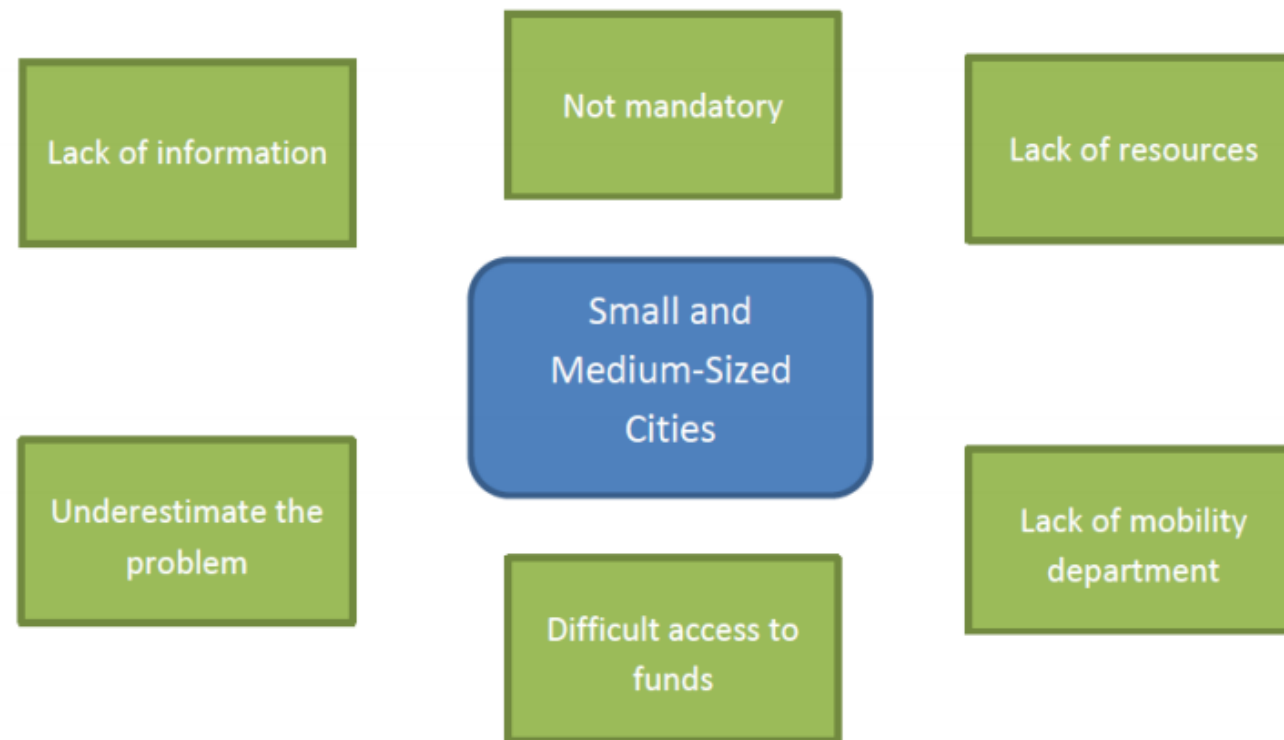 Not mandatory
Lack of information
Lack of resources
Small and
Medium-Sized
Cities
Underestimate the
problem
Lack of mobility
department
Difficult access to
funds